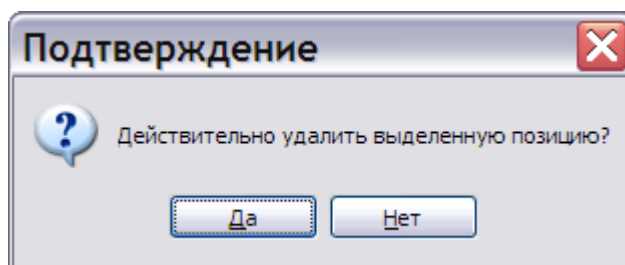 Подтверждение
Действительно удалить выделенную позицию?
Да
Нет